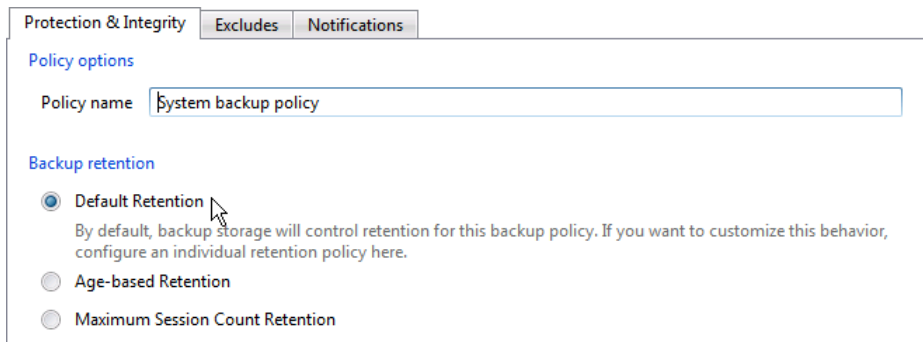 Protection & Integrity Excludes Notifications
Policy options
Policy name System backup policy
Backup retention
Default Retention
By default, backup storage will control retention for this backup policy. If you want to customize this behavior,
configure an individual retention policy here.
Age-based Retention
Maximum Session Count Retention